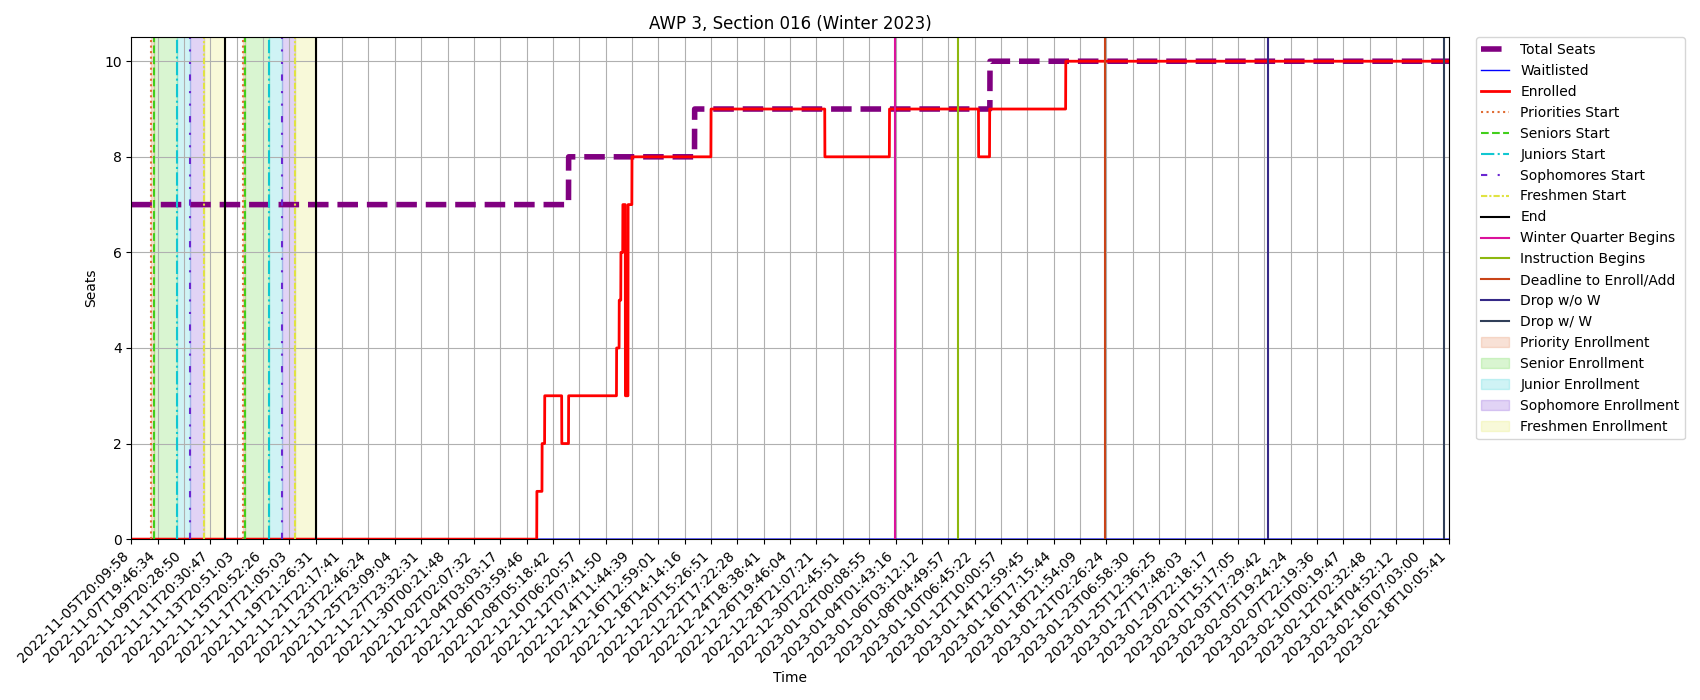 AWP 3, Section 016 (Winter 2023)
Seats
10
8
6
4
2
0
2022-11-05T20:09:58
2022-11-07T19:46:34
2022-11-09T20:28:50
2022-11-11T20:30:47
2022-11-13T20:51:03
2022-11-15T20:52:26
2022-11-17T21:05:03
2022-11-19T21:26:31
2022-11-21T22:17:41
2022-11-23T22:46:24
2022-11-25T23:09:04
2022-11-27T23:32:31
2022-11-30T00:21:48
2022-12-02T02:07:32
2022-12-04T03:03:17
2022-12-06T03:59:46
2022-12-08T05:18:42
2022-12-10T06:20:57
2022-12-12T07:41:50
2022-12-14T11:44:39
2022-12-16T12:59:01
2022-12-18T14:14:16
2022-12-20T15:26:51
2022-12-22T17:22:28
2022-12-24T18:38:41
2022-12-26T19:46:04
2022-12-28T21:07:21
2022-12-30T22:45:51
2023-01-02T00:08:55
2023-01-04T01:43:16
2023-01-06T03:12:12
2023-01-08T04:49:57
2023-01-10T06:45:22
2023-01-12T10:00:57
2023-01-14T12:59:45
2023-01-16T17:15:44
2023-01-18T21:54:09
2023-01-21T02:26:24
2023-01-23T06:58:30
2023-01-25T12:36:25
2023-01-27T17:48:03
2023-01-29T22:18:17
2023-02-01T15:17:05
2023-02-03T17:29:42
2023-02-05T19:24:24
2023-02-07T22:19:36
2023-02-10T00:19:47
2023-02-12T02:32:48
2023-02-14T04:52:12
2023-02-16T07:03:00
2023-02-18T10:05:41
Time
Total Seats
Waitlisted
Enrolled
Priorities Start
Seniors Start
Juniors Start
Sophomores Start
Freshmen Start
End
Winter Quarter Begins
Instruction Begins
Deadline to Enroll/Add
Drop w/o W
Drop w/ W
Priority Enrollment
Senior Enrollment
Junior Enrollment
Sophomore Enrollment
Freshmen Enrollment